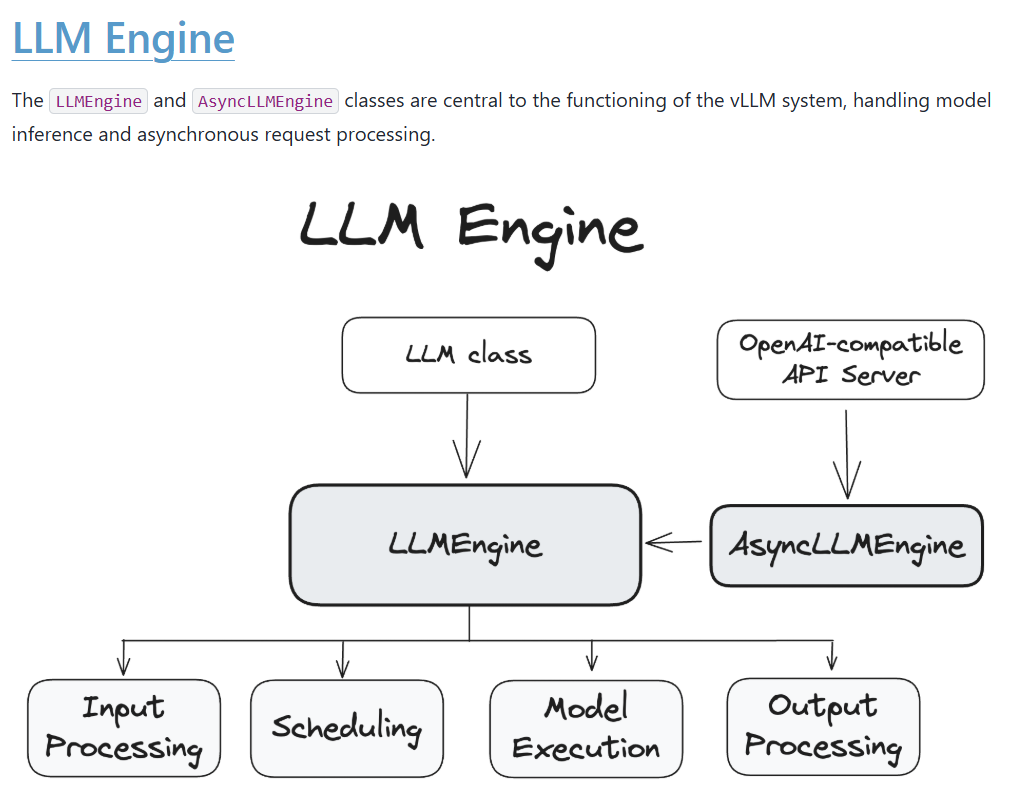 LLM Engine
The LLMEngine and AsyncLLMEngine classes are central to the functioning of the vLLM system, handling model
inference and asynchronous request processing.
LLM Engine
LLM class
OpenAI-compatible
API Server
LLMEngine
AsyncLLMEngine
Input
Processing
Scheduling
Model
Execution
Output
Processing